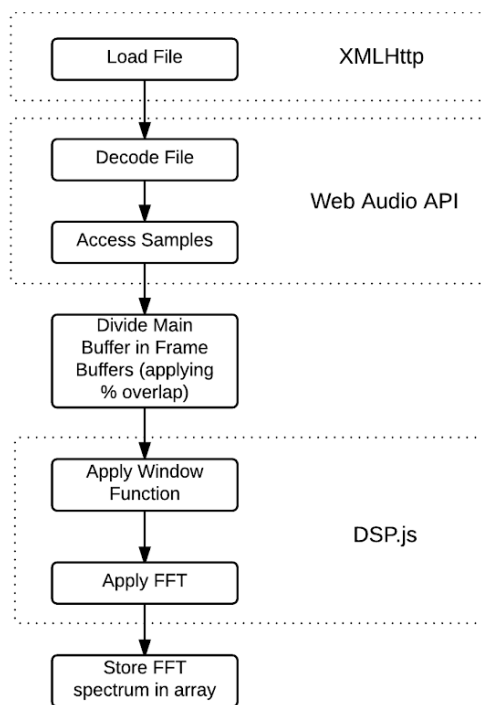 Load File
XMLHttp
Decode File
Web Audio API
Access Samples
Divide Main
Buffer in Frame
Buffers (applying
% overlap)
Apply Window
Function
DSP.js
Apply FFT
Store FFT
spectrum in array